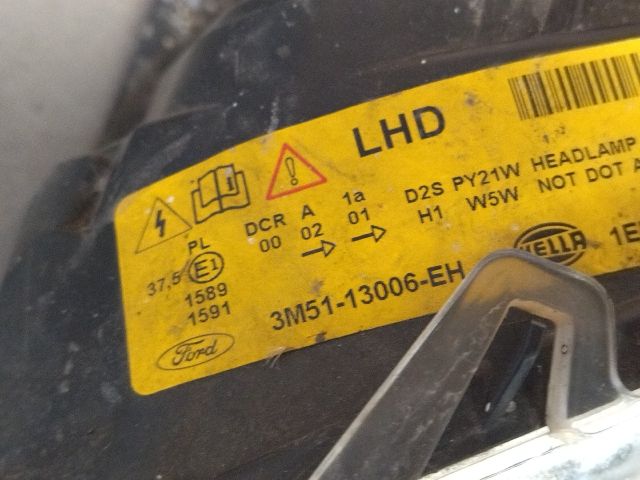 LHD
DCR A 1a D2S PY21W HEADLAMP
00 02 01 H1 W5W NOT DOT
PL
37,5 E1
1589
1591
3M51-13006-EH
HELLA
Ford